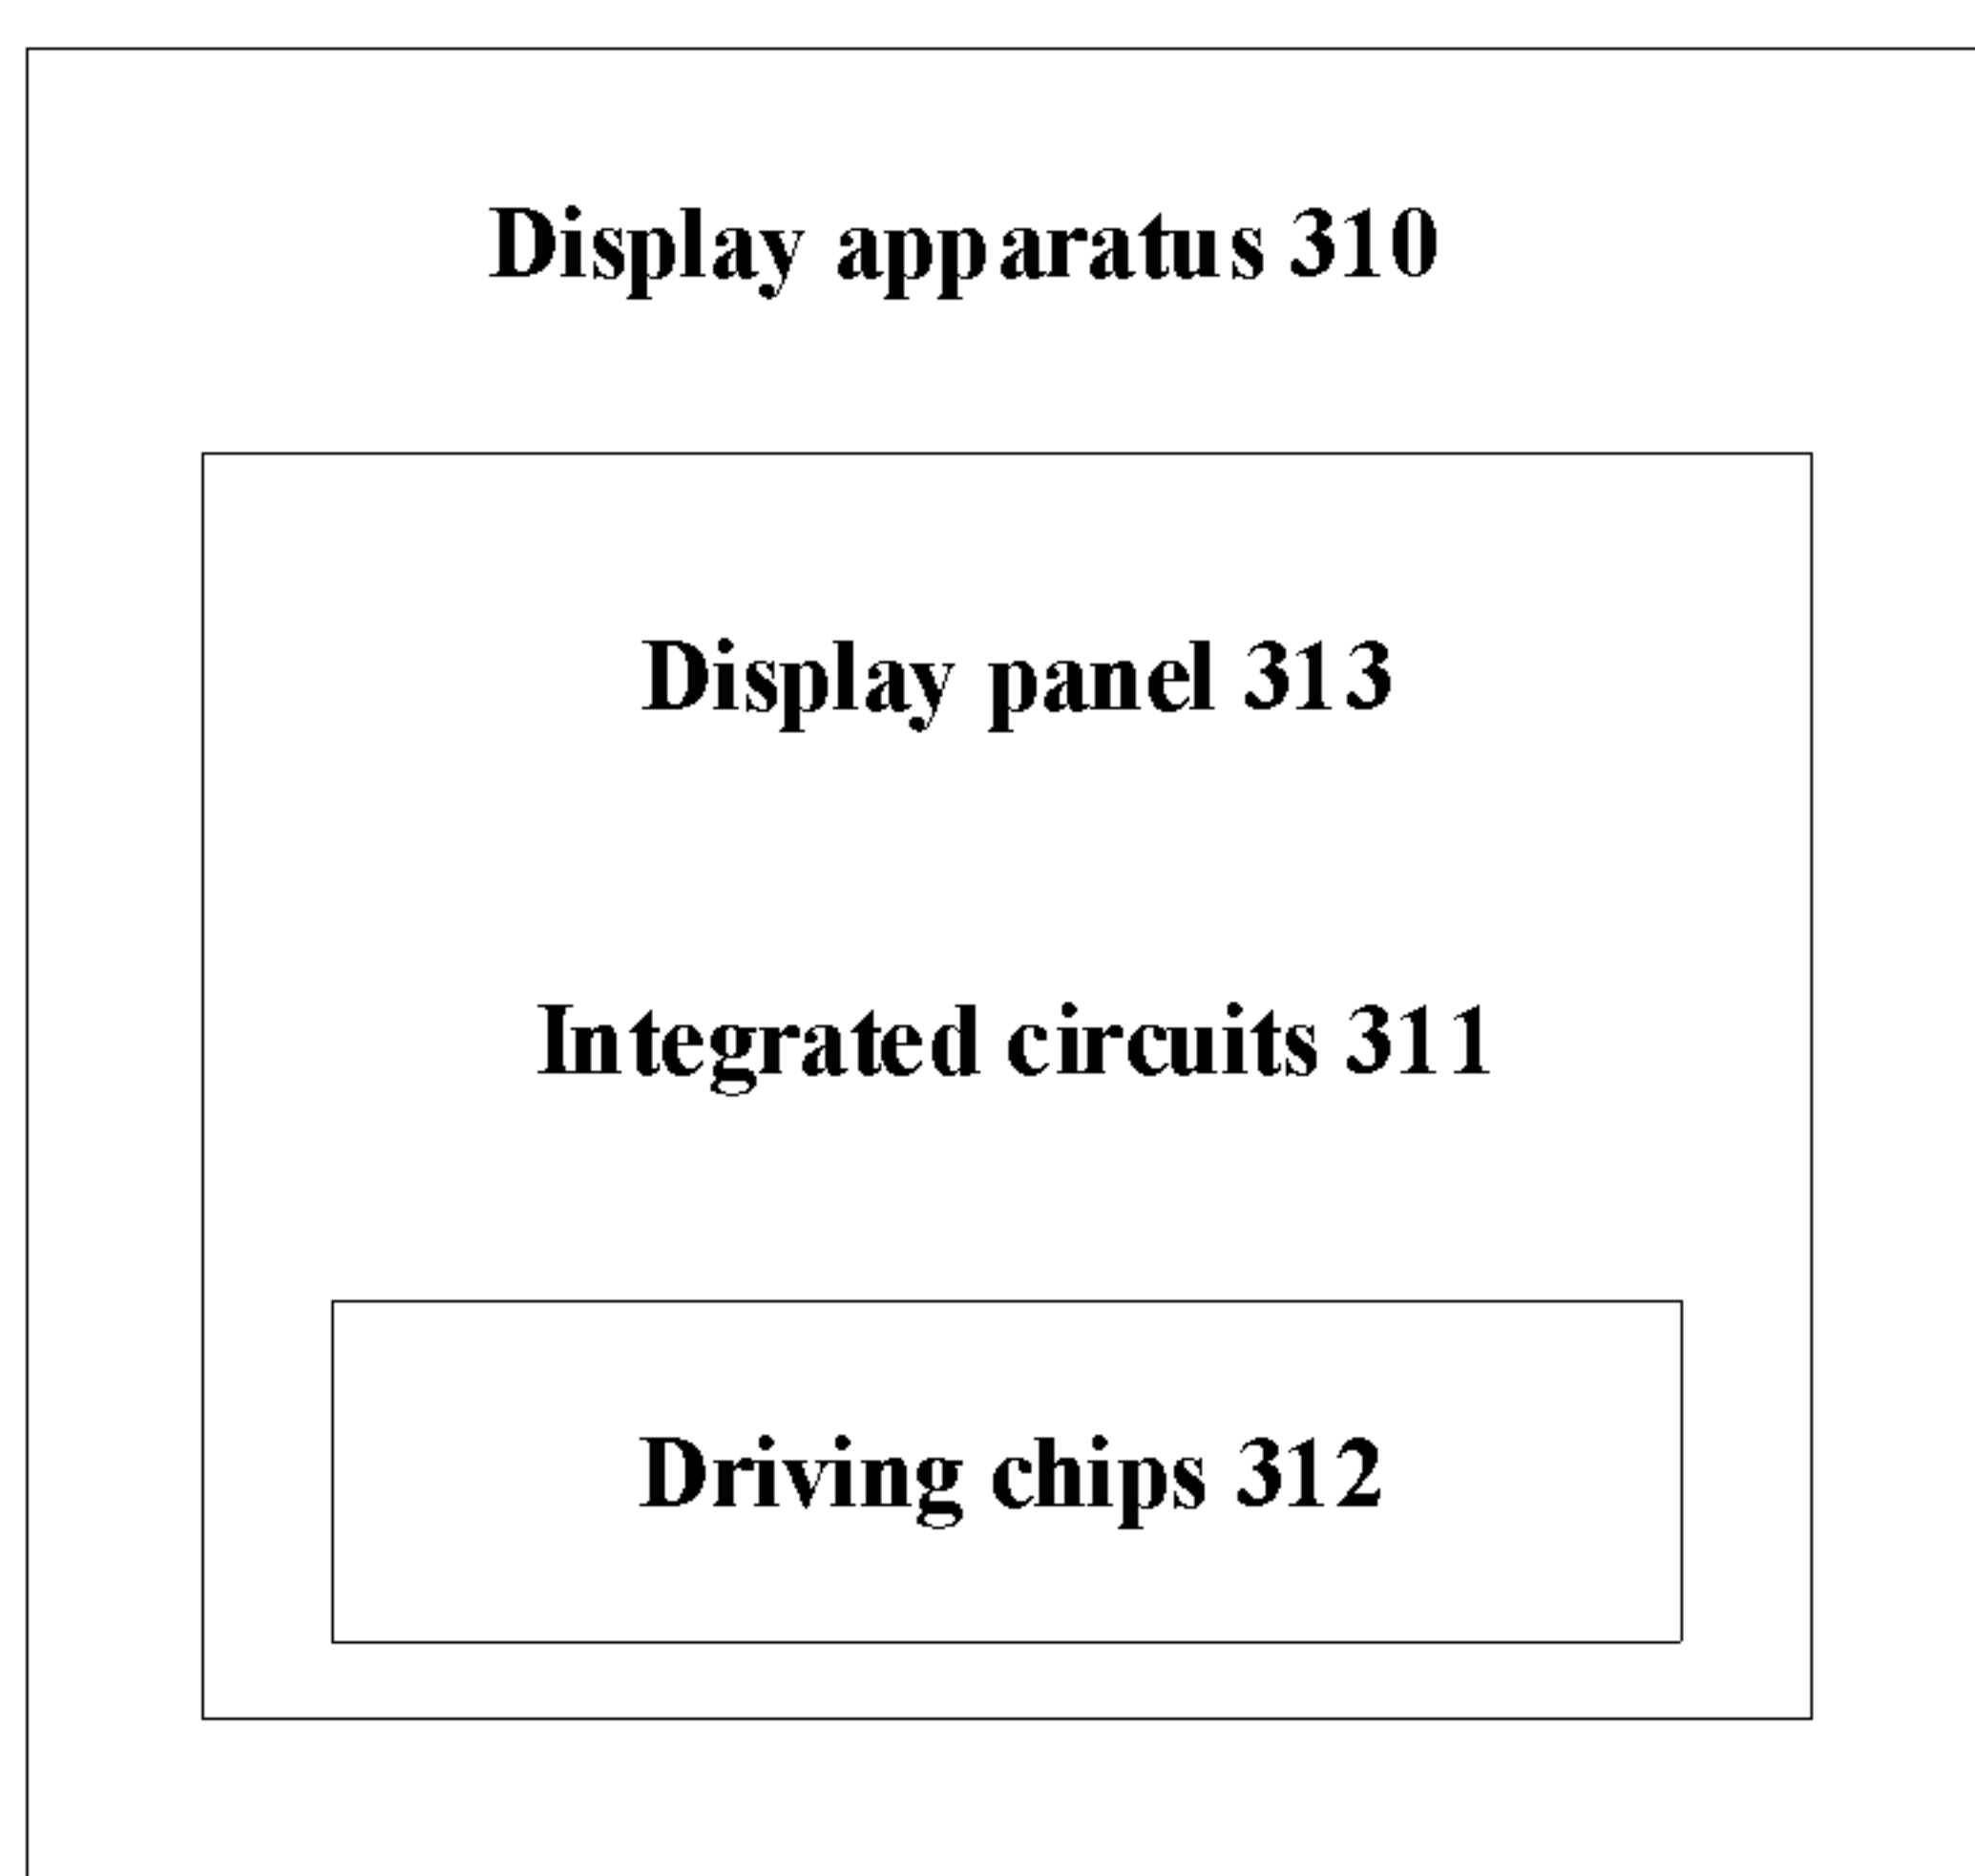 Display apparatus 310
Display panel 313
Integrated circuits 311
Driving chips 312